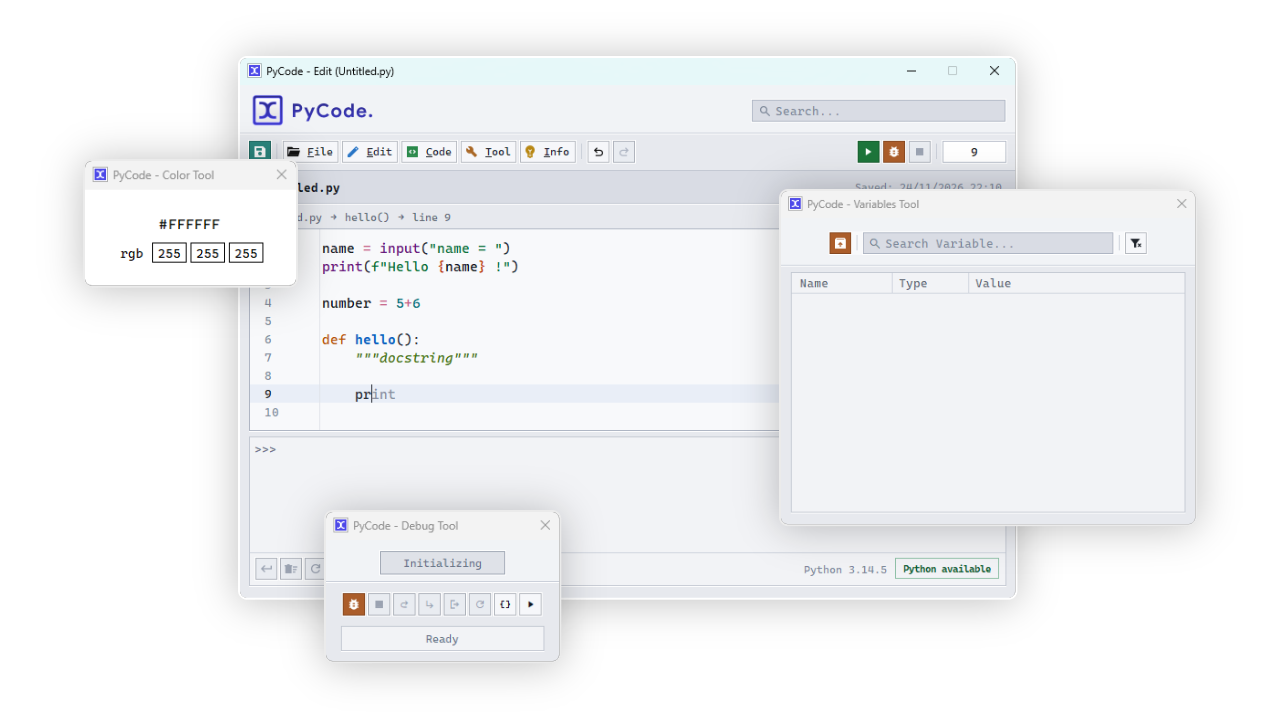 PyCode - Edit (Untitled.py)
PyCode.
Search...
File Edit Code Tool Info
9
led.py
Saved: 24/11/2026 22:10
d.py → hello() → line 9
name = input("name = ")
print(f"Hello {name} !")
4 number = 5+6
5
6 def hello():
7 """docstring"""
8
9 print
10
>>>
Python 3.14.5 Python available
PyCode - Color Tool
#FFFFFF
rgb 255 255 255
PyCode - Variables Tool
Search Variable...
Name Type Value
PyCode - Debug Tool
Initializing
{}
Ready